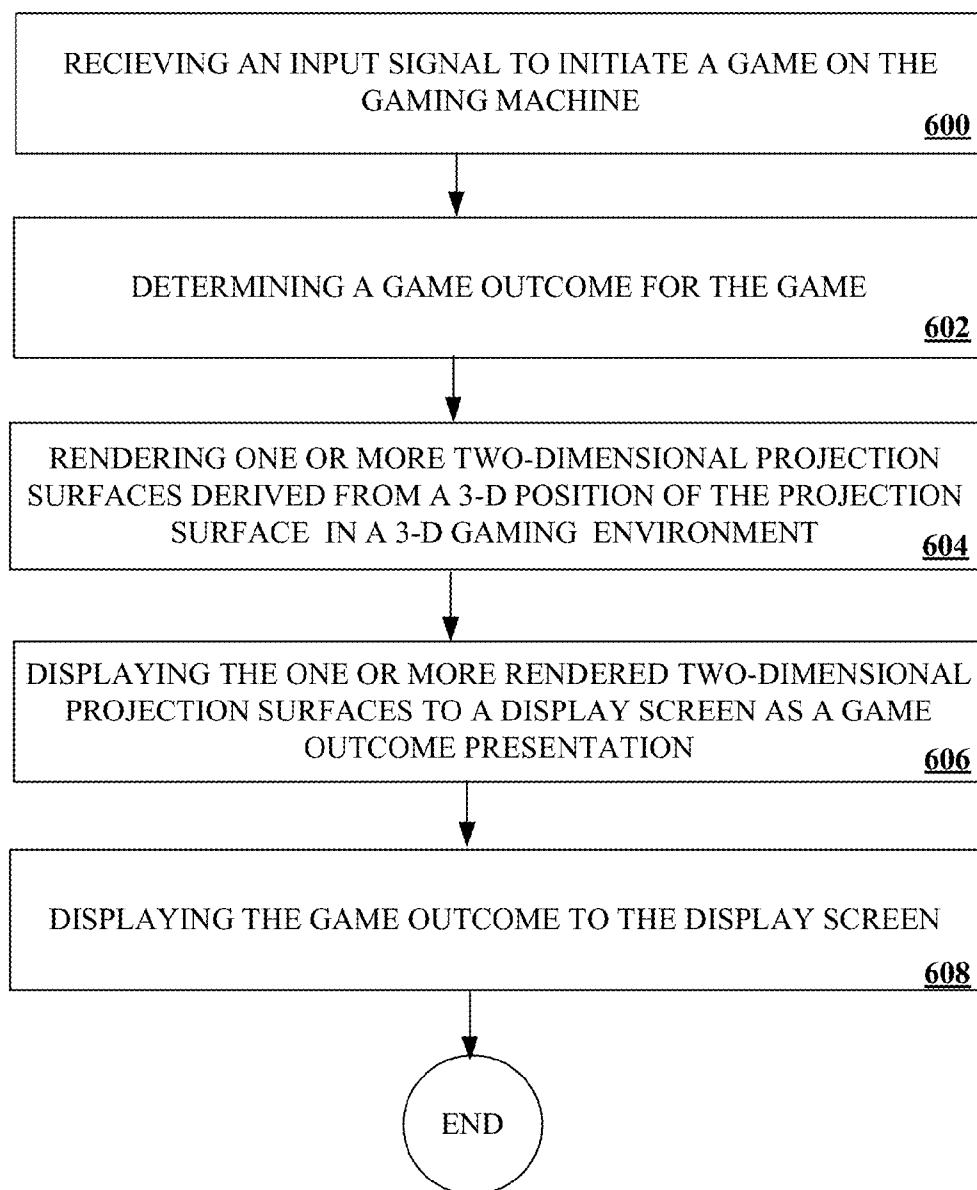 RECIEVING AN INPUT SIGNAL TO INITIATE A GAME ON THE
GAMING MACHINE
600
DETERMINING A GAME OUTCOME FOR THE GAME
602
RENDERING ONE OR MORE TWO-DIMENSIONAL PROJECTION
SURFACES DERIVED FROM A 3-D POSITION OF THE PROJECTION
SURFACE IN A 3-D GAMING ENVIRONMENT
604
DISPLAYING THE ONE OR MORE RENDERED TWO-DIMENSIONAL
PROJECTION SURFACES TO A DISPLAY SCREEN AS A GAME
OUTCOME PRESENTATION
606
DISPLAYING THE GAME OUTCOME TO THE DISPLAY SCREEN
608
END